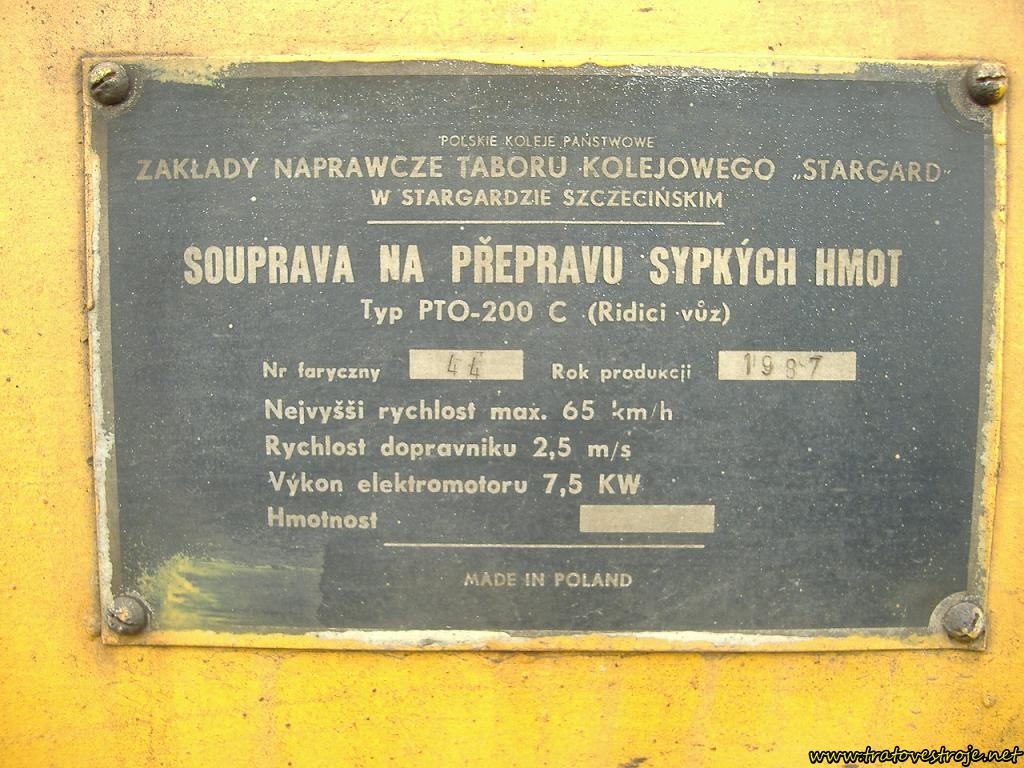 POLSKIE KOLEJE PAŃSTWOWE
ZAKŁADY NAPRAWCZE TABORU KOLEJOWEGO „STARGARD"
W STARGARDZIE SZCZECIŃSKIM
SOUPRAVA NA PŘEPRAVU SYPKÝCH HMOT
Typ PTO-200 C (Ridici vůz)
Nr faryczny 44 Rok produkcji 1987
Nejvyšši rychlost max. 65 km/h
Rychlost dopravniku 2,5 m/s
Výkon elektromotoru 7,5 KW
Hmotnost
MADE IN POLAND
www.tratovestroje.net